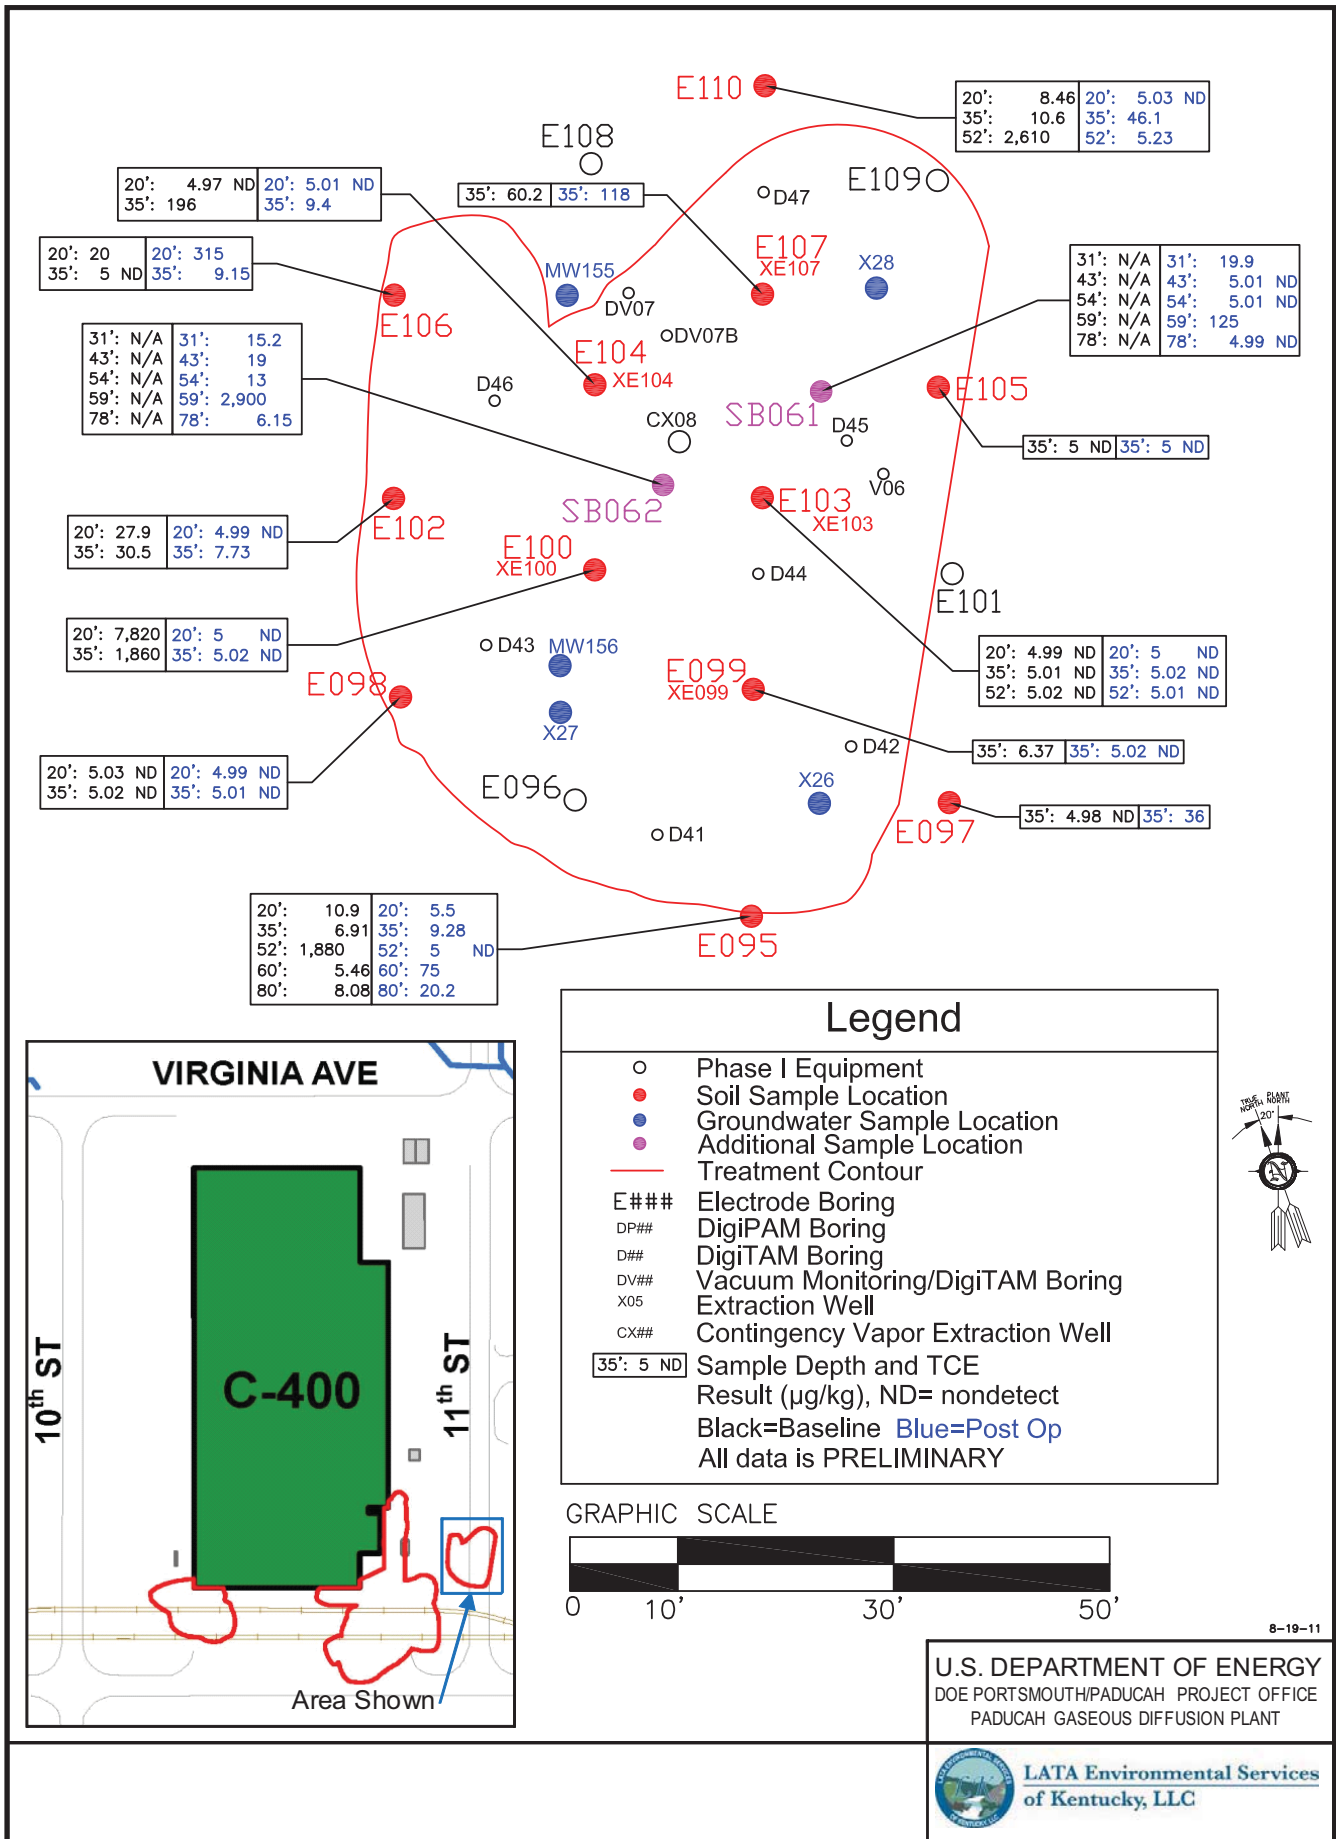 E110
20': 8.46 20': 5.03 ND
35': 10.6 35': 46.1
52': 2,610 52': 5.23
E108
E109
20': 4.97 ND 20': 5.01 ND
35': 196 35': 9.4
35': 60.2 35': 118
D47
20': 20 20': 315
35': 5 ND 35': 9.15
E107
XE107
MW155
X28
31': N/A 31': 19.9
43': N/A 43': 5.01 ND
54': N/A 54': 5.01 ND
59': N/A 59': 125
78': N/A 78': 4.99 ND
DV07
E106
DV07B
31': N/A 31': 15.2
43': N/A 43': 19
54': N/A 54': 13
59': N/A 59': 2,900
78': N/A 78': 6.15
E104
XE104
D46
E105
SB061
CX08
D45
35': 5 ND 35': 5 ND
V06
SB062
E103
XE103
E102
20': 27.9 20': 4.99 ND
35': 30.5 35': 7.73
E100
XE100
D44
E101
20': 7,820 20': 5 ND
35': 1,860 35': 5.02 ND
D43
MW156
20': 4.99 ND 20': 5 ND
35': 5.01 ND 35': 5.02 ND
52': 5.02 ND 52': 5.01 ND
E098
E099
XE099
X27
D42
35': 6.37 35': 5.02 ND
20': 5.03 ND 20': 4.99 ND
35': 5.02 ND 35': 5.01 ND
E096
X26
E097
35': 4.98 ND 35': 36
D41
20': 10.9 20': 5.5
35': 6.91 35': 9.28
52': 1,880 52': 5 ND
60': 5.46 60': 75
80': 8.08 80': 20.2
E095
VIRGINIA AVE
10th ST
C-400
11th ST
Area Shown
Legend
Phase I Equipment
Soil Sample Location
Groundwater Sample Location
Additional Sample Location
Treatment Contour
E### Electrode Boring
DP## DigiPAM Boring
D## DigiTAM Boring
DV## Vacuum Monitoring/DigiTAM Boring
X05 Extraction Well
CX## Contingency Vapor Extraction Well
35': 5 ND Sample Depth and TCE
Result (µg/kg), ND= nondetect
Black=Baseline Blue=Post Op
All data is PRELIMINARY
TRUE NORTH
PLANT NORTH
20°
GRAPHIC SCALE
0 10' 30' 50'
8-19-11
U.S. DEPARTMENT OF ENERGY
DOE PORTSMOUTH/PADUCAH PROJECT OFFICE
PADUCAH GASEOUS DIFFUSION PLANT
LATA Environmental Services
of Kentucky, LLC